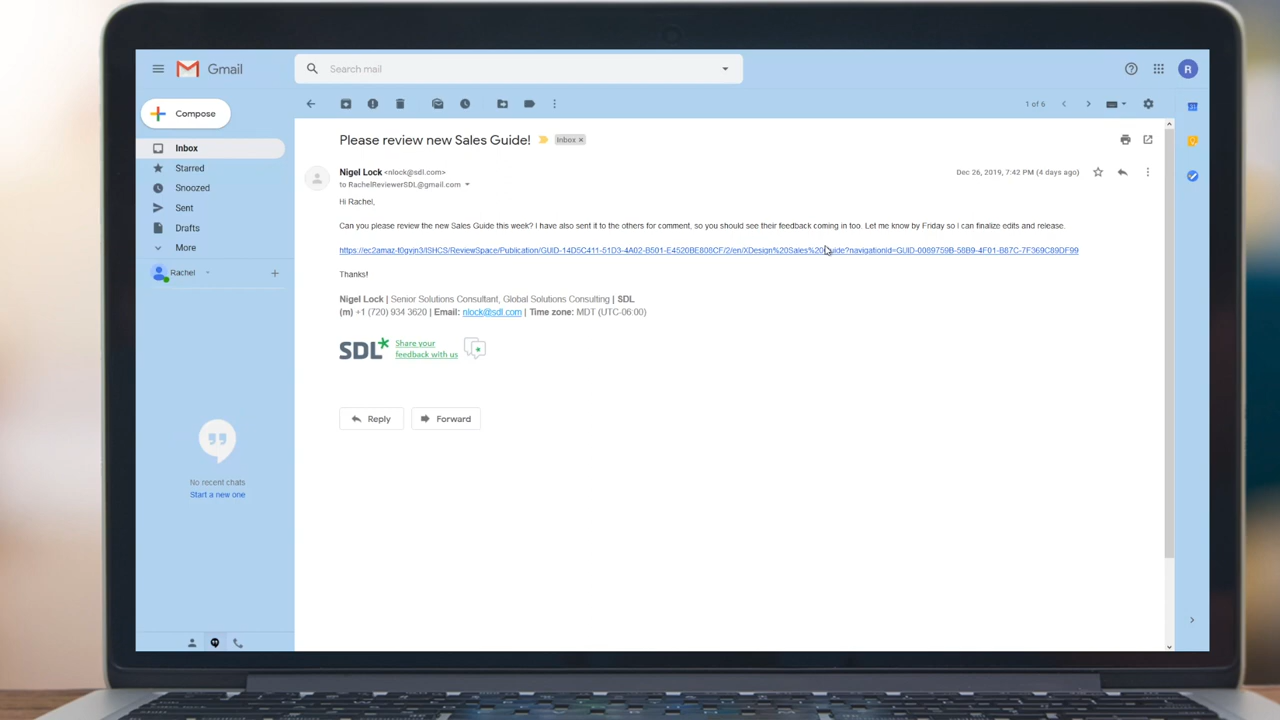 Gmail
Search mail
R
Compose
1 of 6
31
Inbox
Starred
Snoozed
Sent
Drafts
More
Rachel
No recent chats
Start a new one
Please review new Sales Guide!
Inbox ×
Nigel Lock <nlock@sdl.com>
Dec 26, 2019, 7:42 PM (4 days ago)
to RachelReviewerSDL@gmail.com
Hi Rachel,
Can you please review the new Sales Guide this week? I have also sent it to the others for comment, so you should see their feedback coming in too. Let me know by Friday so I can finalize edits and release.
Thanks!
Nigel Lock | Senior Solutions Consultant, Global Solutions Consulting | SDL
(m) +1 (720) 934 3620 | Email: nlock@sdl.com | Time zone: MDT (UTC-06:00)
SDL*
Share your
feedback with us
Reply
Forward